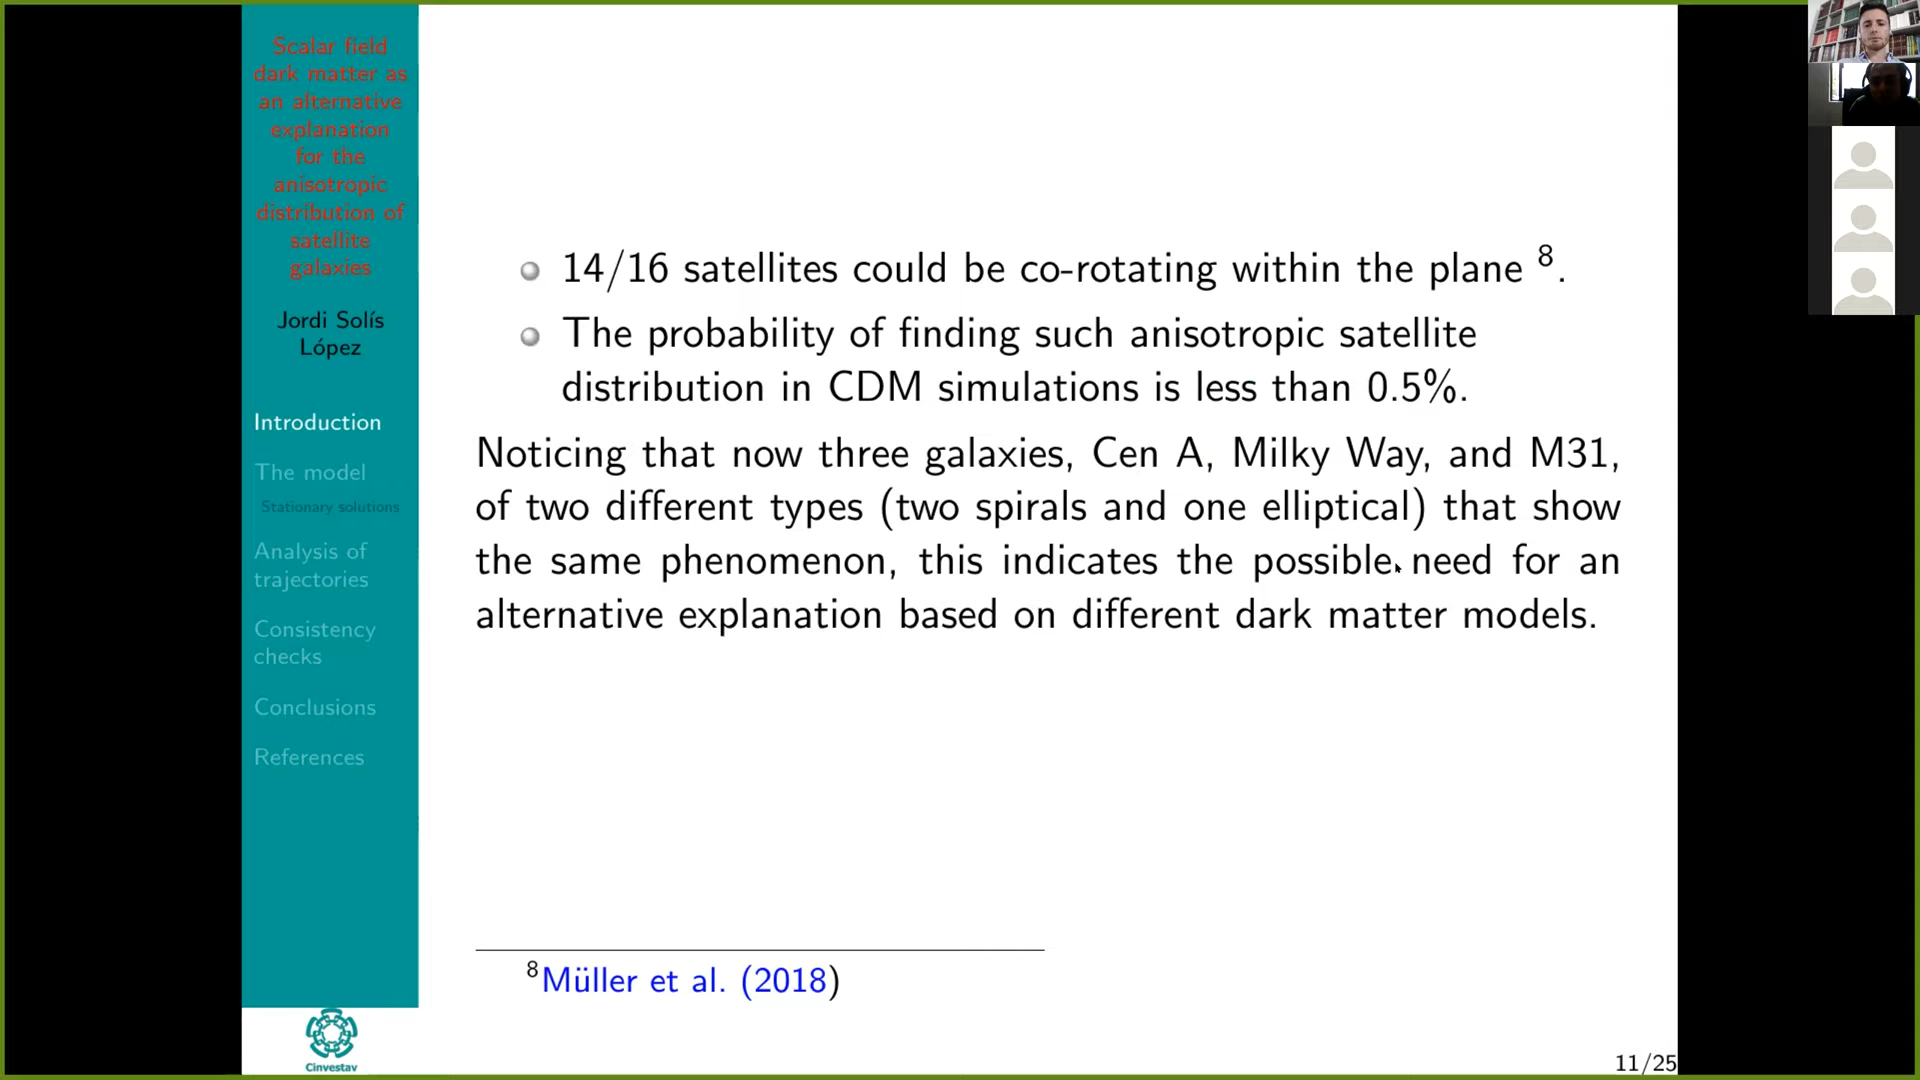 Scalar field
dark matter as
an alternative
explanation
for the
anisotropic
distribution of
satellite
galaxies
Jordi Solís
López
Introduction
The model
Stationary solutions
Analysis of
trajectories
Consistency
checks
Conclusions
References
Cinvestav
14/16 satellites could be co-rotating within the plane 8.
The probability of finding such anisotropic satellite
distribution in CDM simulations is less than 0.5%.
Noticing that now three galaxies, Cen A, Milky Way, and M31,
of two different types (two spirals and one elliptical) that show
the same phenomenon, this indicates the possible need for an
alternative explanation based on different dark matter models.
8Müller et al. (2018)
11/25